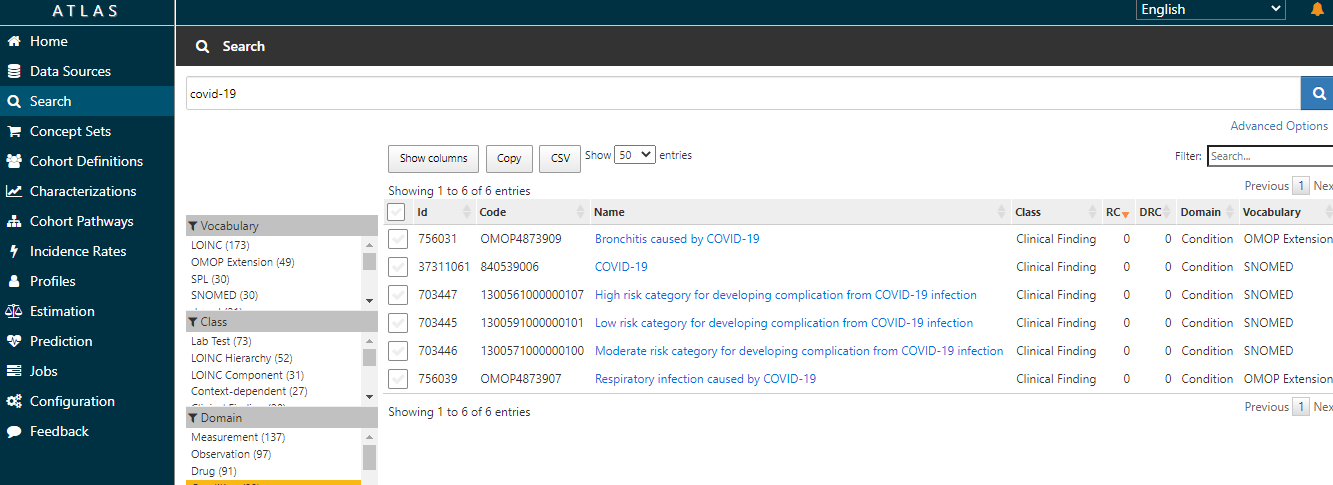 ATLAS
English
Home
Data Sources
Search
Concept Sets
Cohort Definitions
Characterizations
Cohort Pathways
Incidence Rates
Profiles
Estimation
Prediction
Jobs
Configuration
Feedback
Search
covid-19
Advanced Options
Show columns Copy CSV Show 50 entries Filter: Search...
Showing 1 to 6 of 6 entries Previous 1
Vocabulary
LOINC (173)
OMOP Extension (49)
SPL (30)
SNOMED (30)
Class
Lab Test (73)
LOINC Hierarchy (52)
LOINC Component (31)
Context-dependent (27)
Domain
Measurement (137)
Observation (97)
Drug (91)
Id Code Name Class RC DRC Domain Vocabulary
756031 OMOP4873909 Bronchitis caused by COVID-19 Clinical Finding 0 0 Condition OMOP Extension
37311061 840539006 COVID-19 Clinical Finding 0 0 Condition SNOMED
703447 1300561000000107 High risk category for developing complication from COVID-19 infection Clinical Finding 0 0 Condition SNOMED
703445 1300591000000101 Low risk category for developing complication from COVID-19 infection Clinical Finding 0 0 Condition SNOMED
703446 1300571000000100 Moderate risk category for developing complication from COVID-19 infection Clinical Finding 0 0 Condition SNOMED
756039 OMOP4873907 Respiratory infection caused by COVID-19 Clinical Finding 0 0 Condition OMOP Extension
Showing 1 to 6 of 6 entries Previous 1